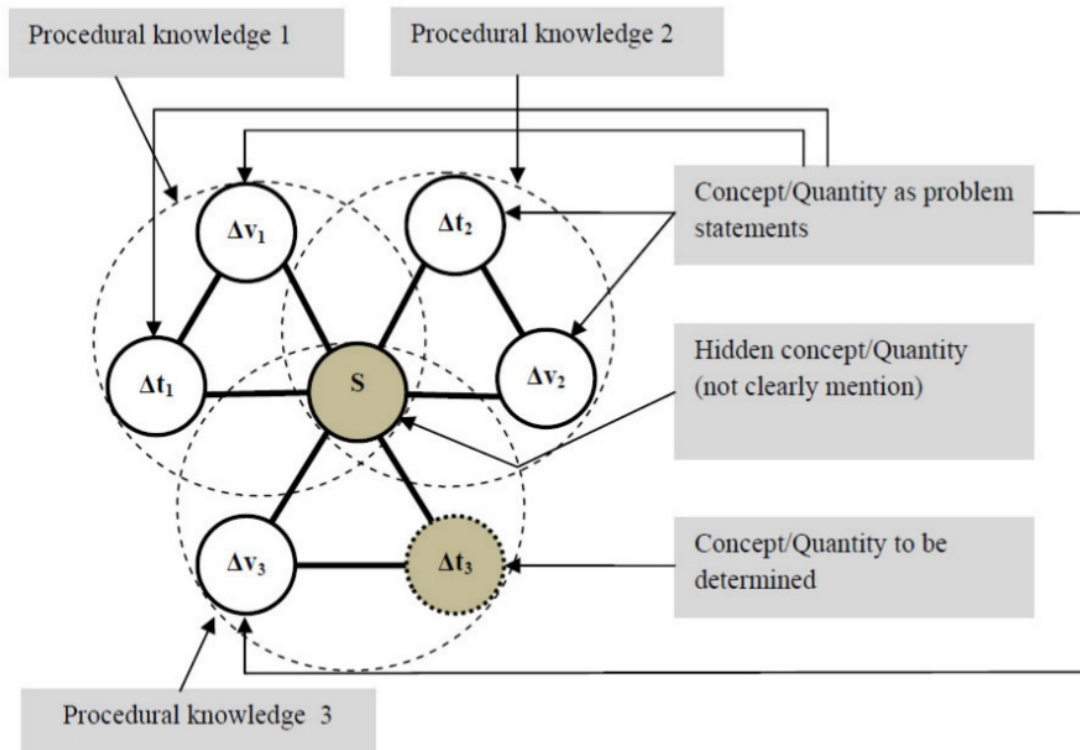 Procedural knowledge 1
Procedural knowledge 2
Concept/Quantity as problem
statements
Δv₁
Δt₂
Δt₁
S
Δv₂
Hidden concept/Quantity
(not clearly mention)
Δv₃
Δt₃
Concept/Quantity to be
determined
Procedural knowledge 3